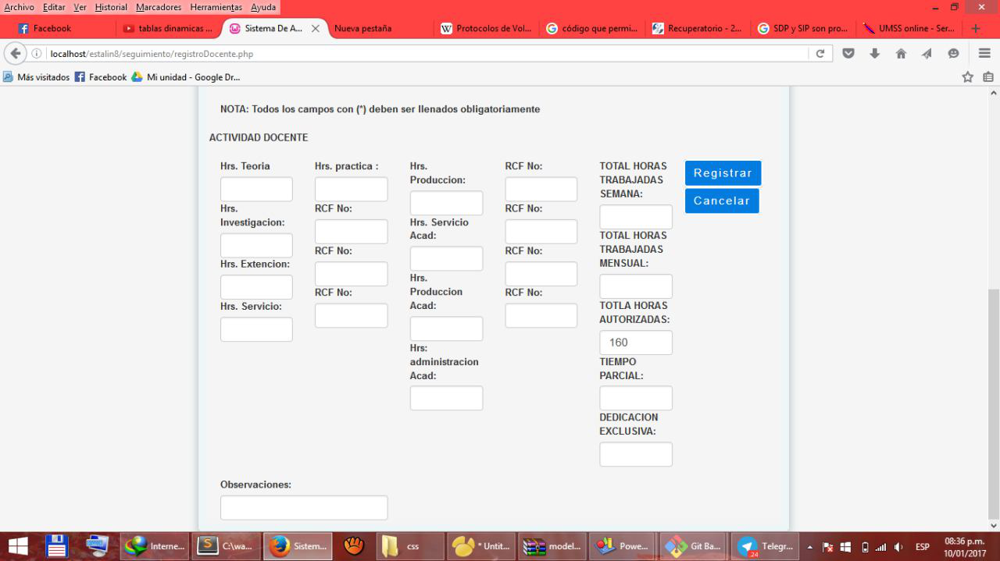 Archivo Editar Ver Historial Marcadores Herramientas Ayuda
Facebook tablas dinamicas ... Sistema De A... Nueva pestaña Protocolos de Vol... código que permi... Recuperatorio - 2... SDP y SIP son pro... UMSS online - Ser...
localhost/estalin8/seguimiento/registroDocente.php
Más visitados Facebook Mi unidad - Google Dr...
NOTA: Todos los campos con (*) deben ser llenados obligatoriamente
ACTIVIDAD DOCENTE
Hrs. Teoria
Hrs.
Investigacion:
Hrs. Extencion:
Hrs. Servicio:
Hrs. practica :
RCF No:
RCF No:
RCF No:
Hrs.
Produccion:
Hrs. Servicio
Acad:
Hrs.
Produccion
Acad:
Hrs:
administracion
Acad:
RCF No:
RCF No:
RCF No:
RCF No:
TOTAL HORAS
TRABAJADAS
SEMANA:
TOTAL HORAS
TRABAJADAS
MENSUAL:
TOTLA HORAS
AUTORIZADAS:
160
TIEMPO
PARCIAL:
DEDICACION
EXCLUSIVA:
Registrar
Cancelar
Observaciones:
Interne... C:\wa... Sistem... css * Untit... model... Powe... Git Ba... 24 Telegr... ESP
08:36 p.m.
10/01/2017